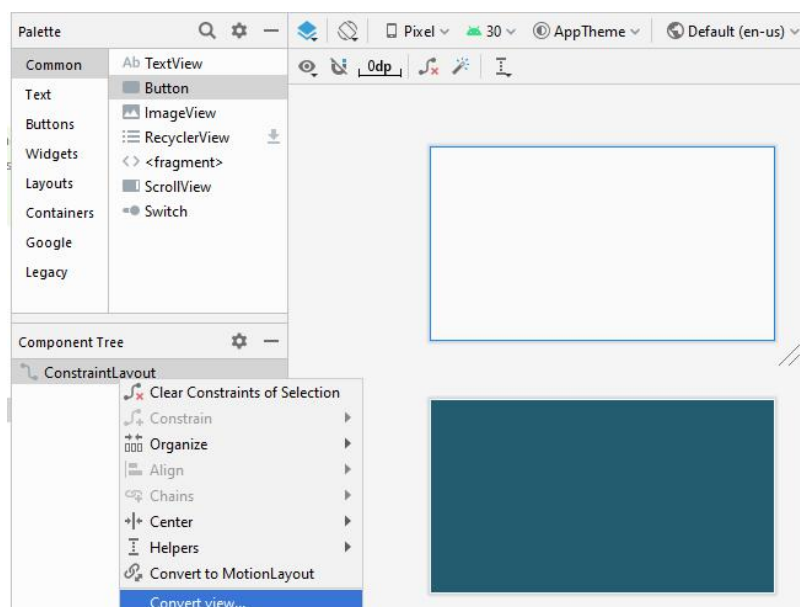 Palette
Pixel
30
AppTheme
Default (en-us)
Common
Text
Buttons
Widgets
Layouts
Containers
Google
Legacy
Ab TextView
Button
ImageView
RecyclerView
<fragment>
ScrollView
Switch
0dp
Component Tree
ConstraintLayout
Clear Constraints of Selection
Constrain
Organize
Align
Chains
Center
Helpers
Convert to MotionLayout
Convert view...